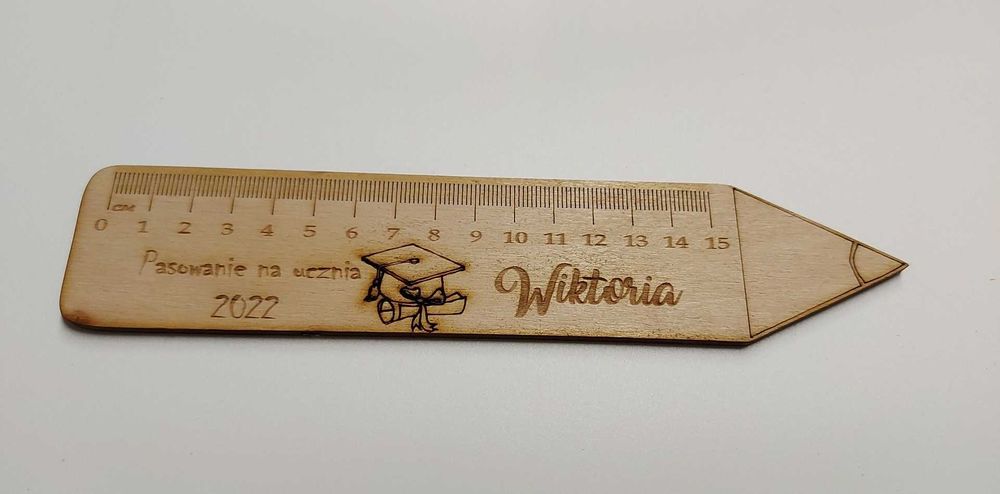 cm
0 1 2 3 4 5 6 7 8 9 10 11 12 13 14 15
Pasowanie na ucznia
2022
Wiktoria